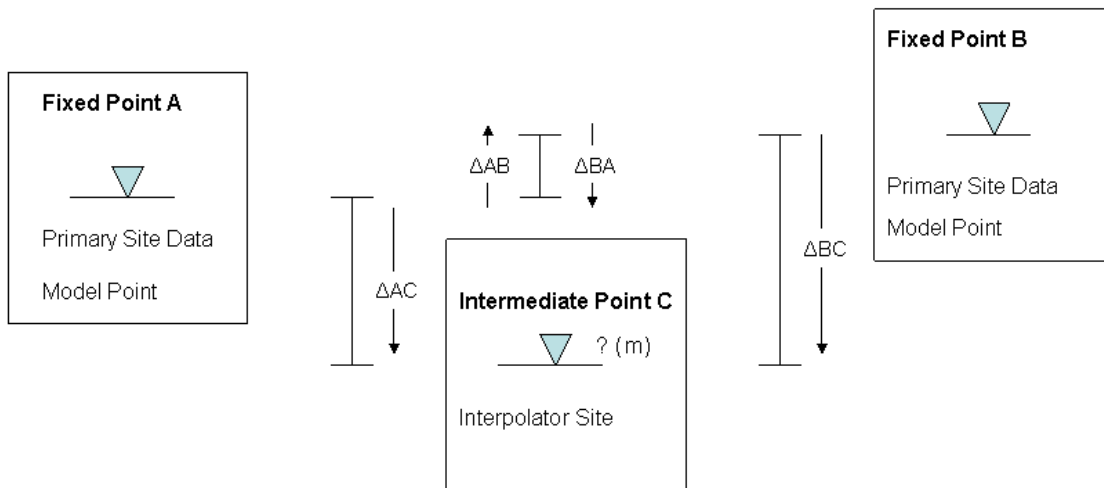 Fixed Point A
Primary Site Data
Model Point
ΔAC
ΔAB
ΔBA
Intermediate Point C
? (m)
Interpolator Site
ΔBC
Fixed Point B
Primary Site Data
Model Point